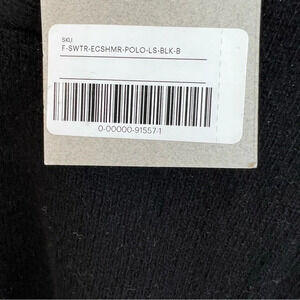 SKU
F-SWTR-ECSHMR-POLO-LS-BLK-B
0-00000-91557-1